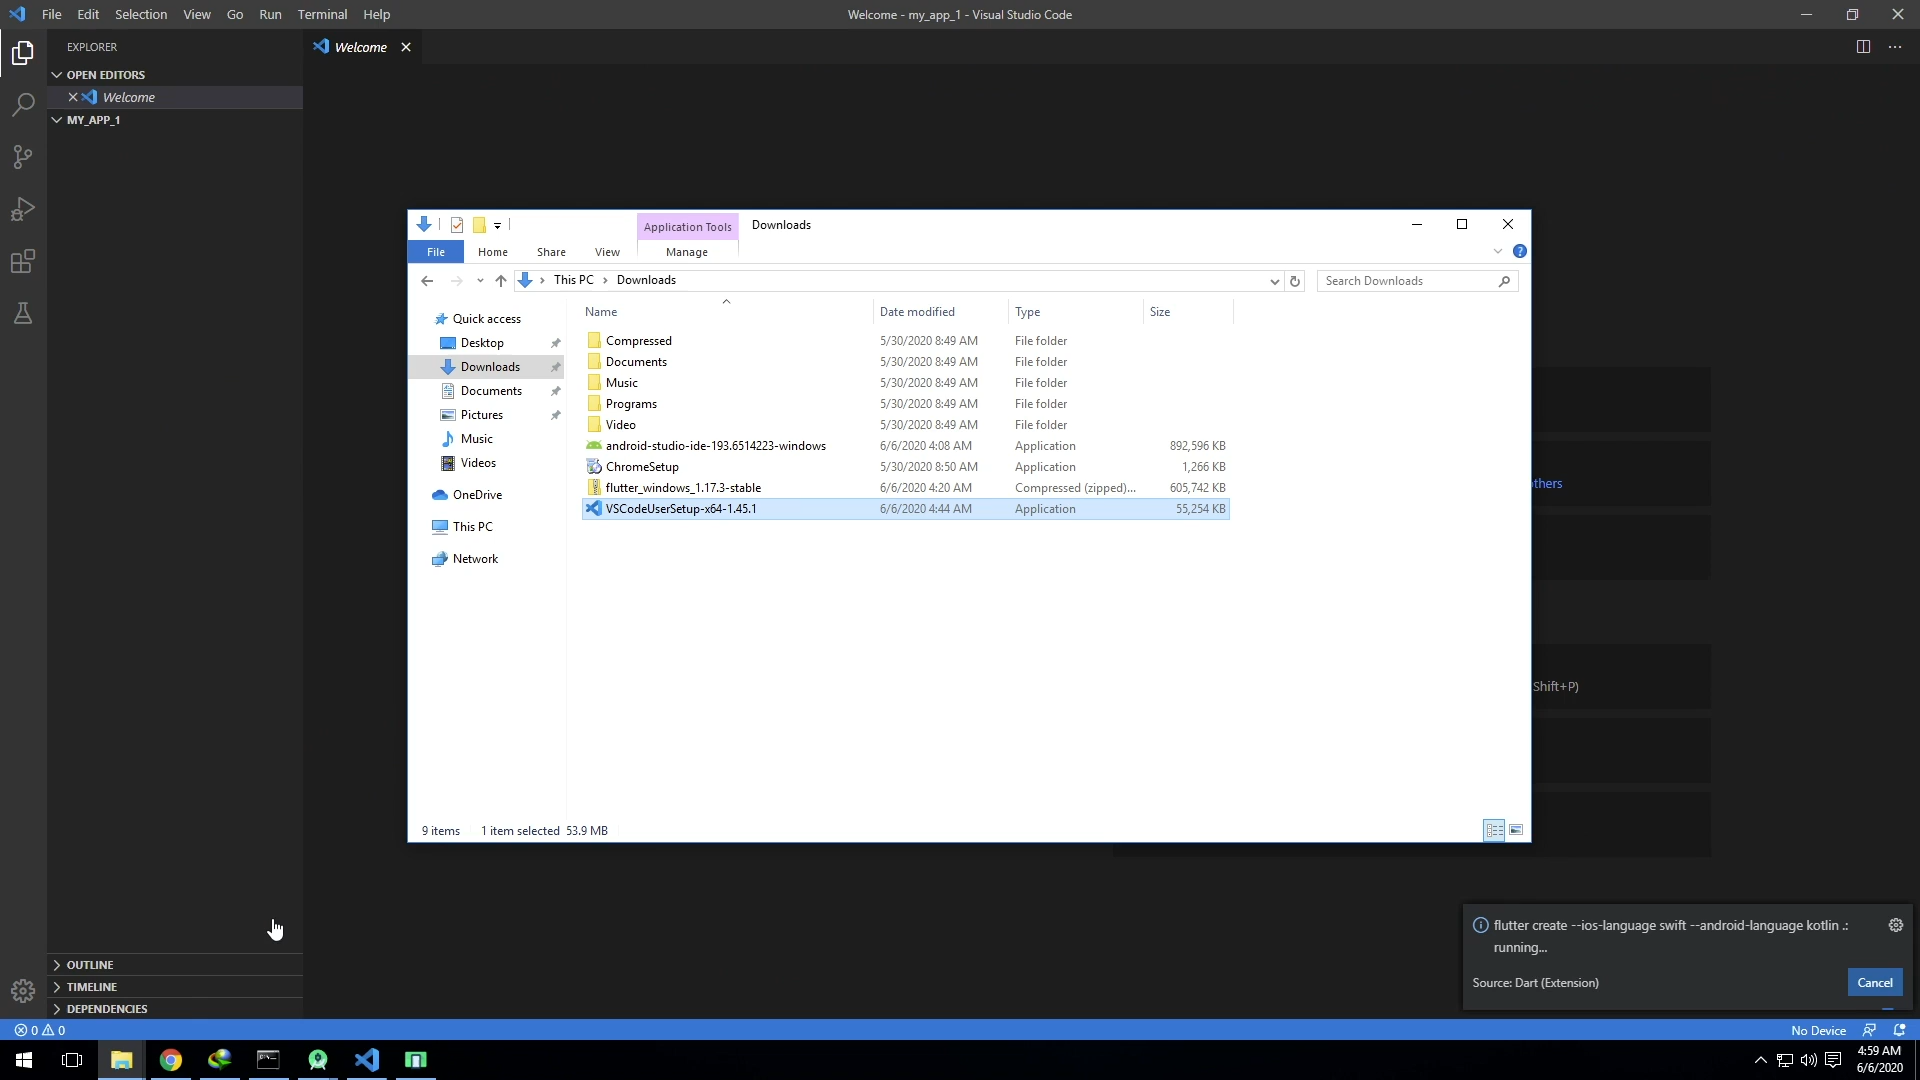 File Edit Selection View Go Run Terminal Help
Welcome - my_app_1 - Visual Studio Code
EXPLORER
Welcome
OPEN EDITORS
Welcome
MY_APP_1
Application Tools
Downloads
File Home Share View Manage
This PC Downloads
Search Downloads
Name Date modified Type Size
Quick access
Desktop
Downloads
Documents
Pictures
Music
Videos
OneDrive
This PC
Network
Compressed 5/30/2020 8:49 AM File folder
Documents 5/30/2020 8:49 AM File folder
Music 5/30/2020 8:49 AM File folder
Programs 5/30/2020 8:49 AM File folder
Video 5/30/2020 8:49 AM File folder
android-studio-ide-193.6514223-windows 6/6/2020 4:08 AM Application 892,596 KB
ChromeSetup 5/30/2020 8:50 AM Application 1,266 KB
flutter_windows_1.17.3-stable 6/6/2020 4:20 AM Compressed (zipped)... 605,742 KB
VSCodeUserSetup-x64-1.45.1 6/6/2020 4:44 AM Application 55,254 KB
9 items 1 item selected 53.9 MB
others
Shift+P)
flutter create --ios-language swift --android-language kotlin .:
running...
Source: Dart (Extension)
Cancel
OUTLINE
TIMELINE
DEPENDENCIES
0 0
No Device
4:59 AM
6/6/2020